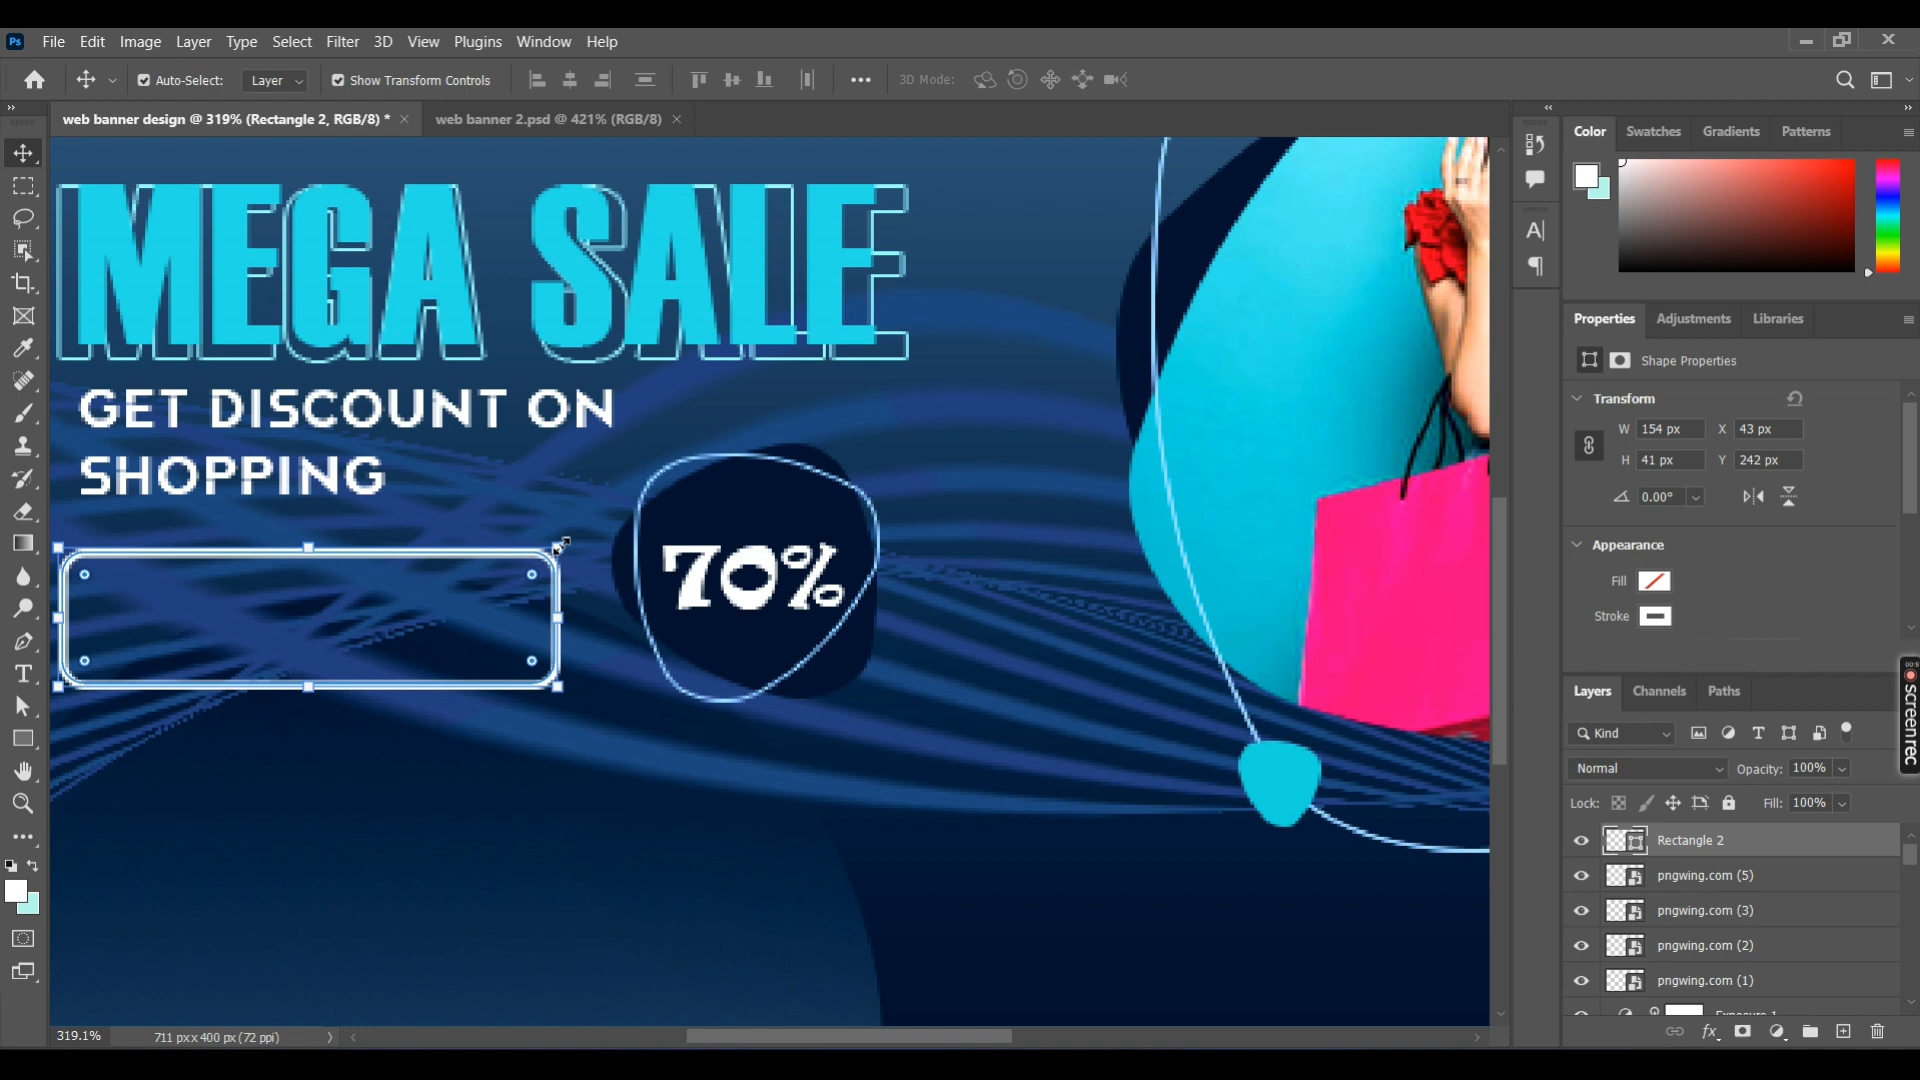 Ps File Edit Image Layer Type Select Filter 3D View Plugins Window Help
Auto-Select: Layer Show Transform Controls 3D Mode:
web banner design @ 319% (Rectangle 2, RGB/8) * web banner 2.psd @ 421% (RGB/8)
MEGA SALE
GET DISCOUNT ON
SHOPPING
70%
Color Swatches Gradients Patterns
Properties Adjustments Libraries
Shape Properties
Transform
W 154 px X 43 px
H 41 px Y 242 px
0.00°
Appearance
Fill
Stroke
Layers Channels Paths
Kind
Normal Opacity: 100%
Lock: Fill: 100%
Rectangle 2
pngwing.com (5)
pngwing.com (3)
pngwing.com (2)
pngwing.com (1)
screenrec
319.1% 711 px x 400 px (72 ppi)